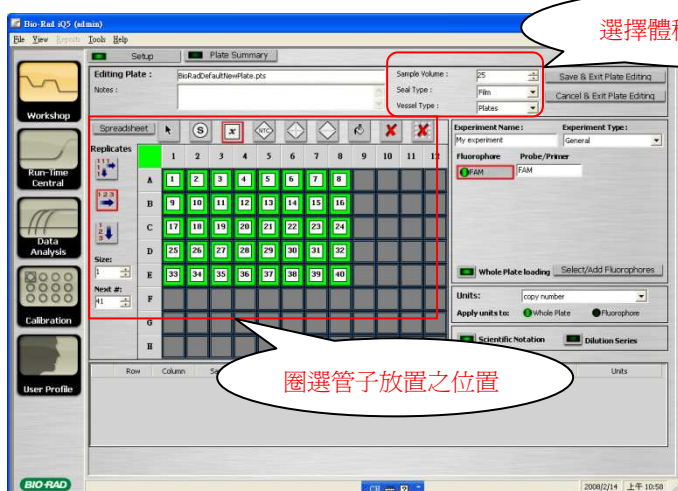 Bio-Rad iQ5 (admin)
File View Reports Tools Help
選擇體
Setup Plate Summary
Editing Plate : BioRadDefaultNewPlate.pts
Notes :
Sample Volume : 25
Seal Type : Film
Vessel Type : Plates
Save & Exit Plate Editing
Cancel & Exit Plate Editing
Workshop
Run-Time Central
Data Analysis
Calibration
User Profile
BIO-RAD
Spreadsheet S x NTC
Replicates
Size:
1
Next #:
41
1 2 3 4 5 6 7 8 9 10 11 12
A 1 2 3 4 5 6 7 8
B 9 10 11 12 13 14 15 16
C 17 18 19 20 21 22 23 24
D 25 26 27 28 29 30 31 32
E 33 34 35 36 37 38 39 40
F
G
H
Experiment Name : Experiment Type :
My experiment General
Fluorophore Probe/Primer
FAM FAM
Whole Plate loading Select/Add Fluorophores
Units: copy number
Apply units to: Whole Plate Fluorophore
Scientific Notation Dilution Series
Row Column Units
圈選管子放置之位置
CH
2008/2/14 上午 10:58